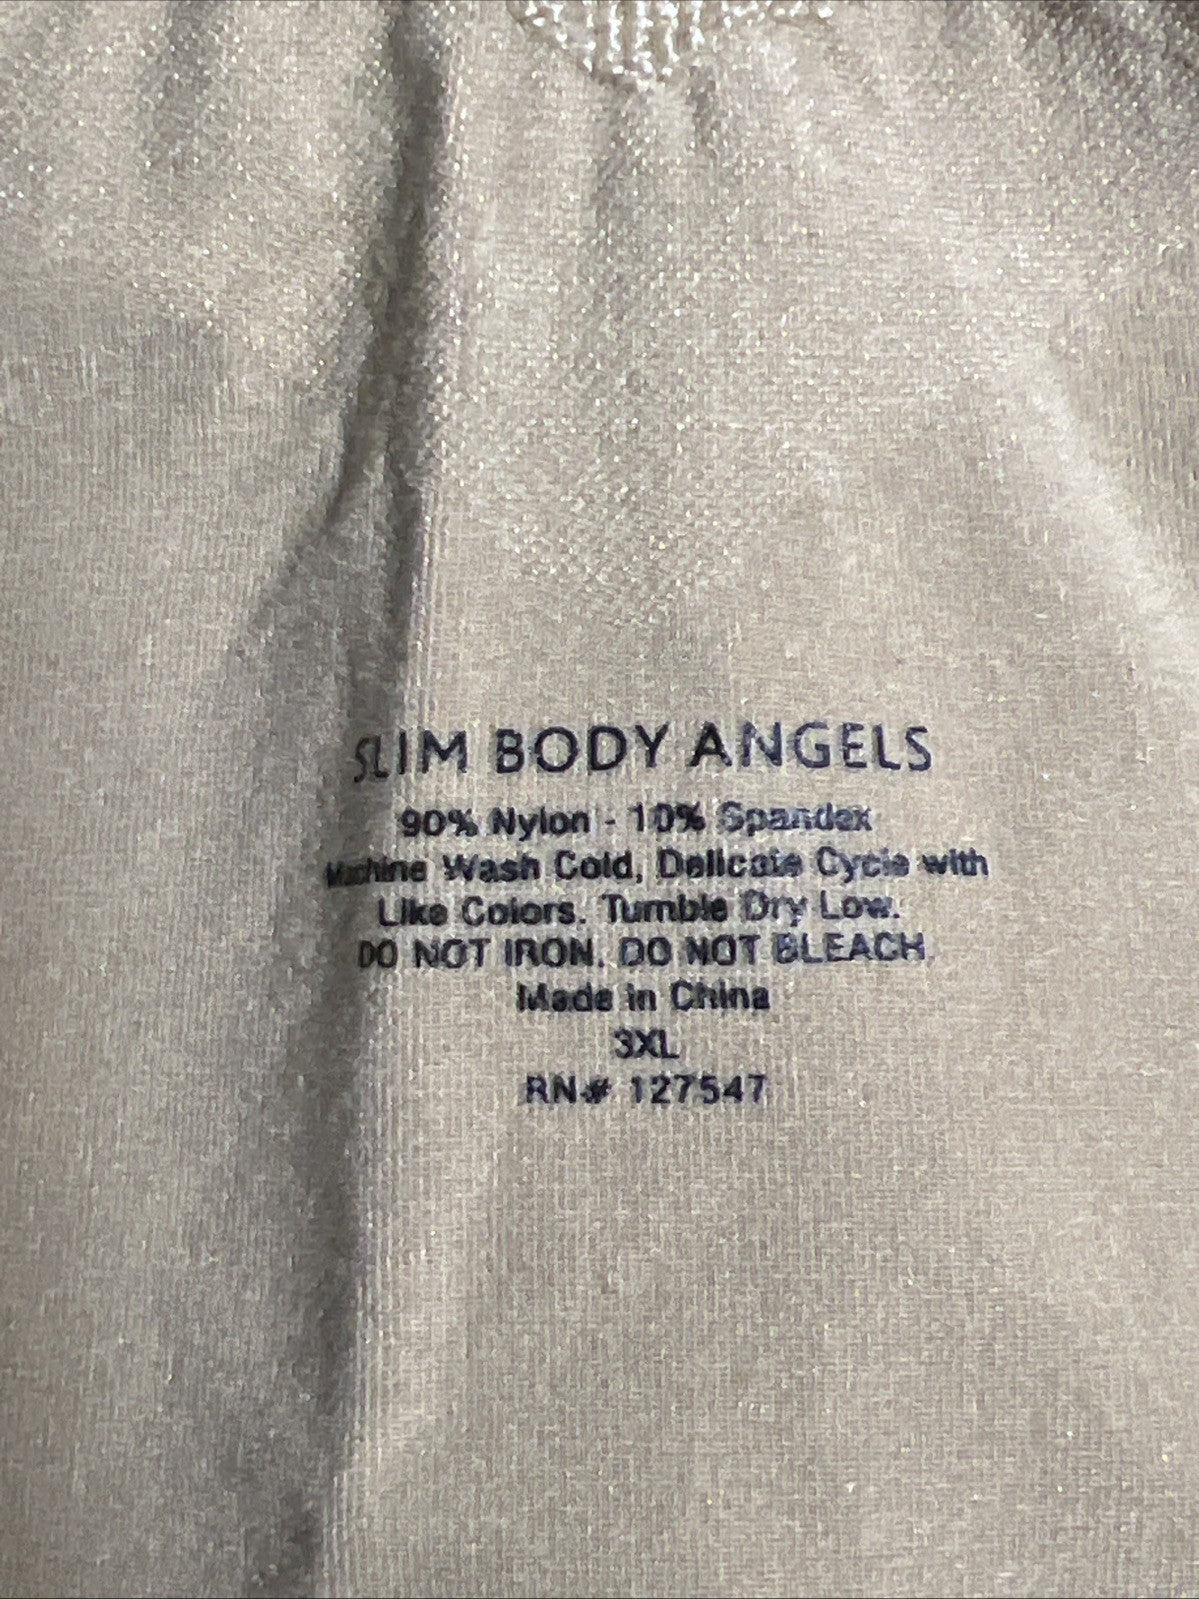 SLIM BODY ANGELS
90% Nylon - 10% Spandex
Machine Wash Cold, Delicate Cycle with
Like Colors. Tumble Dry Low.
DO NOT IRON. DO NOT BLEACH.
Made in China
3XL
RN# 127547